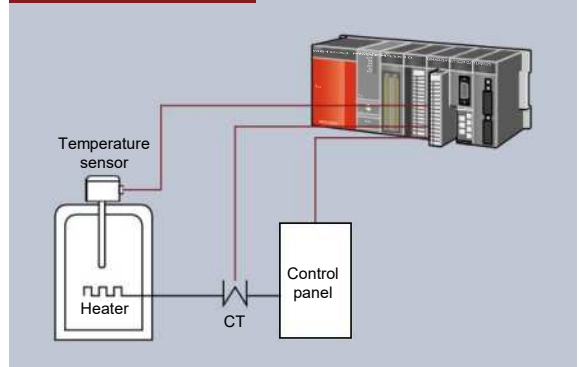 Temperature
sensor
Heater
CT
Control
panel